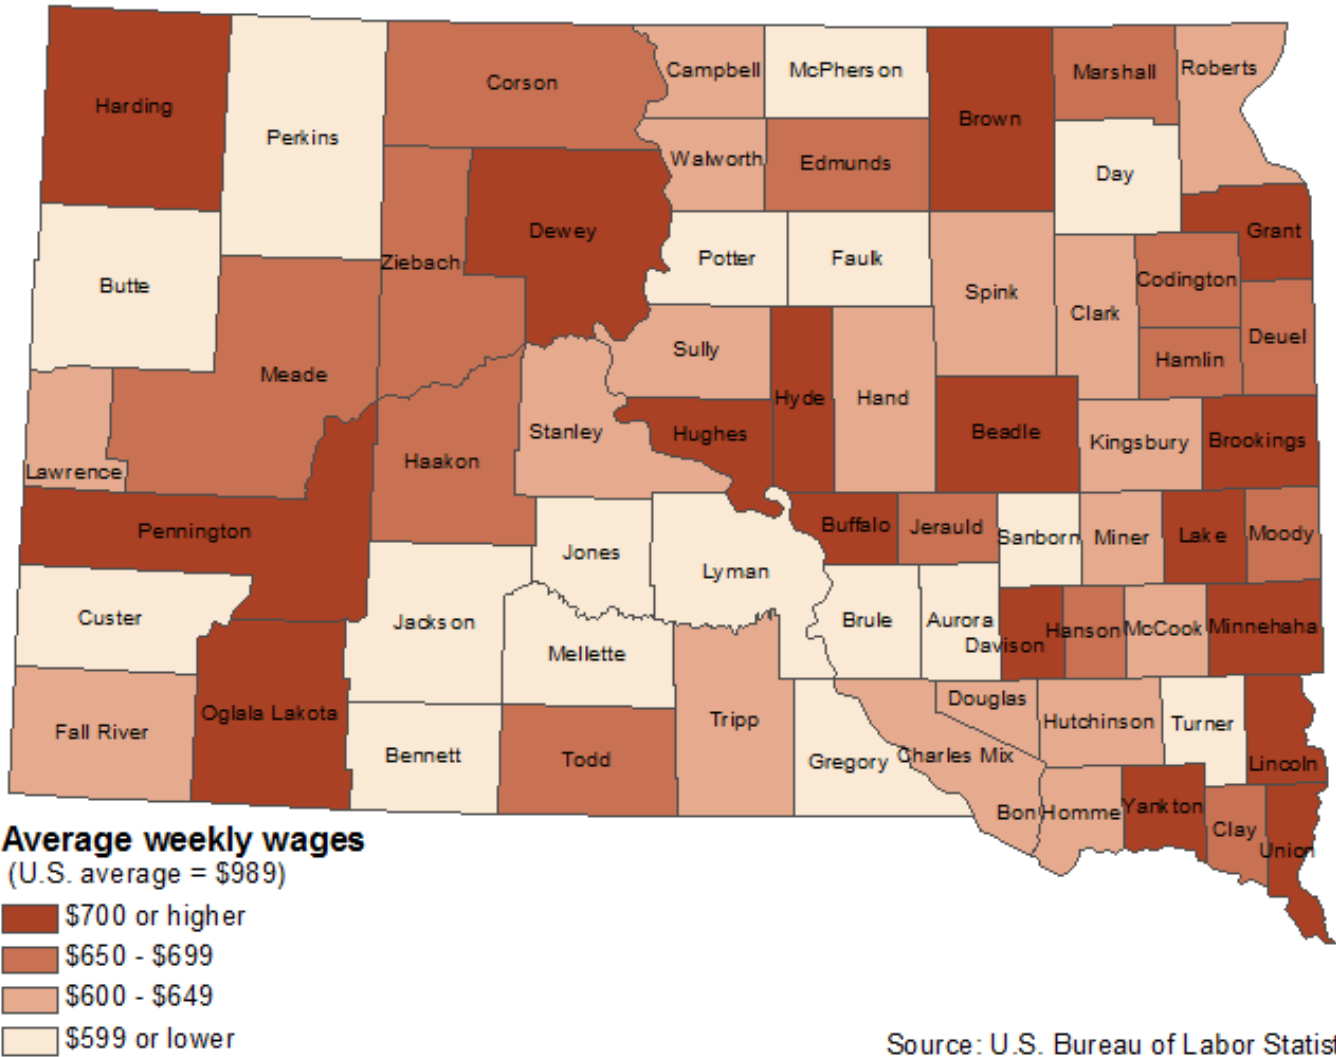 Harding
Perkins
Corson
Campbell
McPherson
Brown
Marshall
Roberts
Walworth
Edmunds
Day
Dewey
Ziebach
Butte
Potter
Faulk
Spink
Clark
Codington
Grant
Meade
Sully
Hyde
Hand
Hamlin
Deuel
Lawrence
Haakon
Stanley
Hughes
Beadle
Kingsbury
Brookings
Pennington
Jones
Lyman
Buffalo
Jerauld
Sanborn
Miner
Lake
Moody
Custer
Jackson
Mellette
Brule
Aurora
Davison
Hanson
McCook
Minnehaha
Fall River
Oglala Lakota
Bennett
Todd
Tripp
Gregory
Charles Mix
Douglas
Hutchinson
Turner
Lincoln
Bon Homme
Yankton
Clay
Union
Average weekly wages
(U.S. average = $989)
$700 or higher
$650 - $699
$600 - $649
$599 or lower
Source: U.S. Bureau of Labor Statist